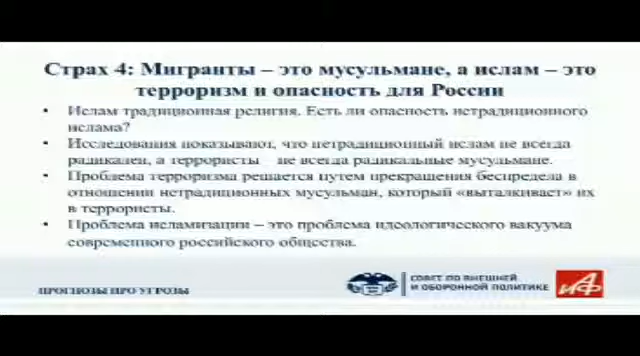 Страх 4: Мигранты – это мусульмане, а ислам – это
терроризм и опасность для России
• Ислам традиционная религия. Есть ли опасность нетрадиционного
ислама?
• Исследования показывают, что нетрадиционный ислам не всегда
радикален, а террористы – не всегда радикальные мусульмане.
• Проблема терроризма решается путем прекращения беспредела в
отношении нетрадиционных мусульман, который «выталкивает» их
в террористы.
• Проблема исламизации – это проблема идеологического вакуума
современного российского общества.
ПРОГНОЗЫ ПРО УГРОЗЫ
СОВЕТ ПО ВНЕШНЕЙ
И ОБОРОННОЙ ПОЛИТИКЕ
АИФ